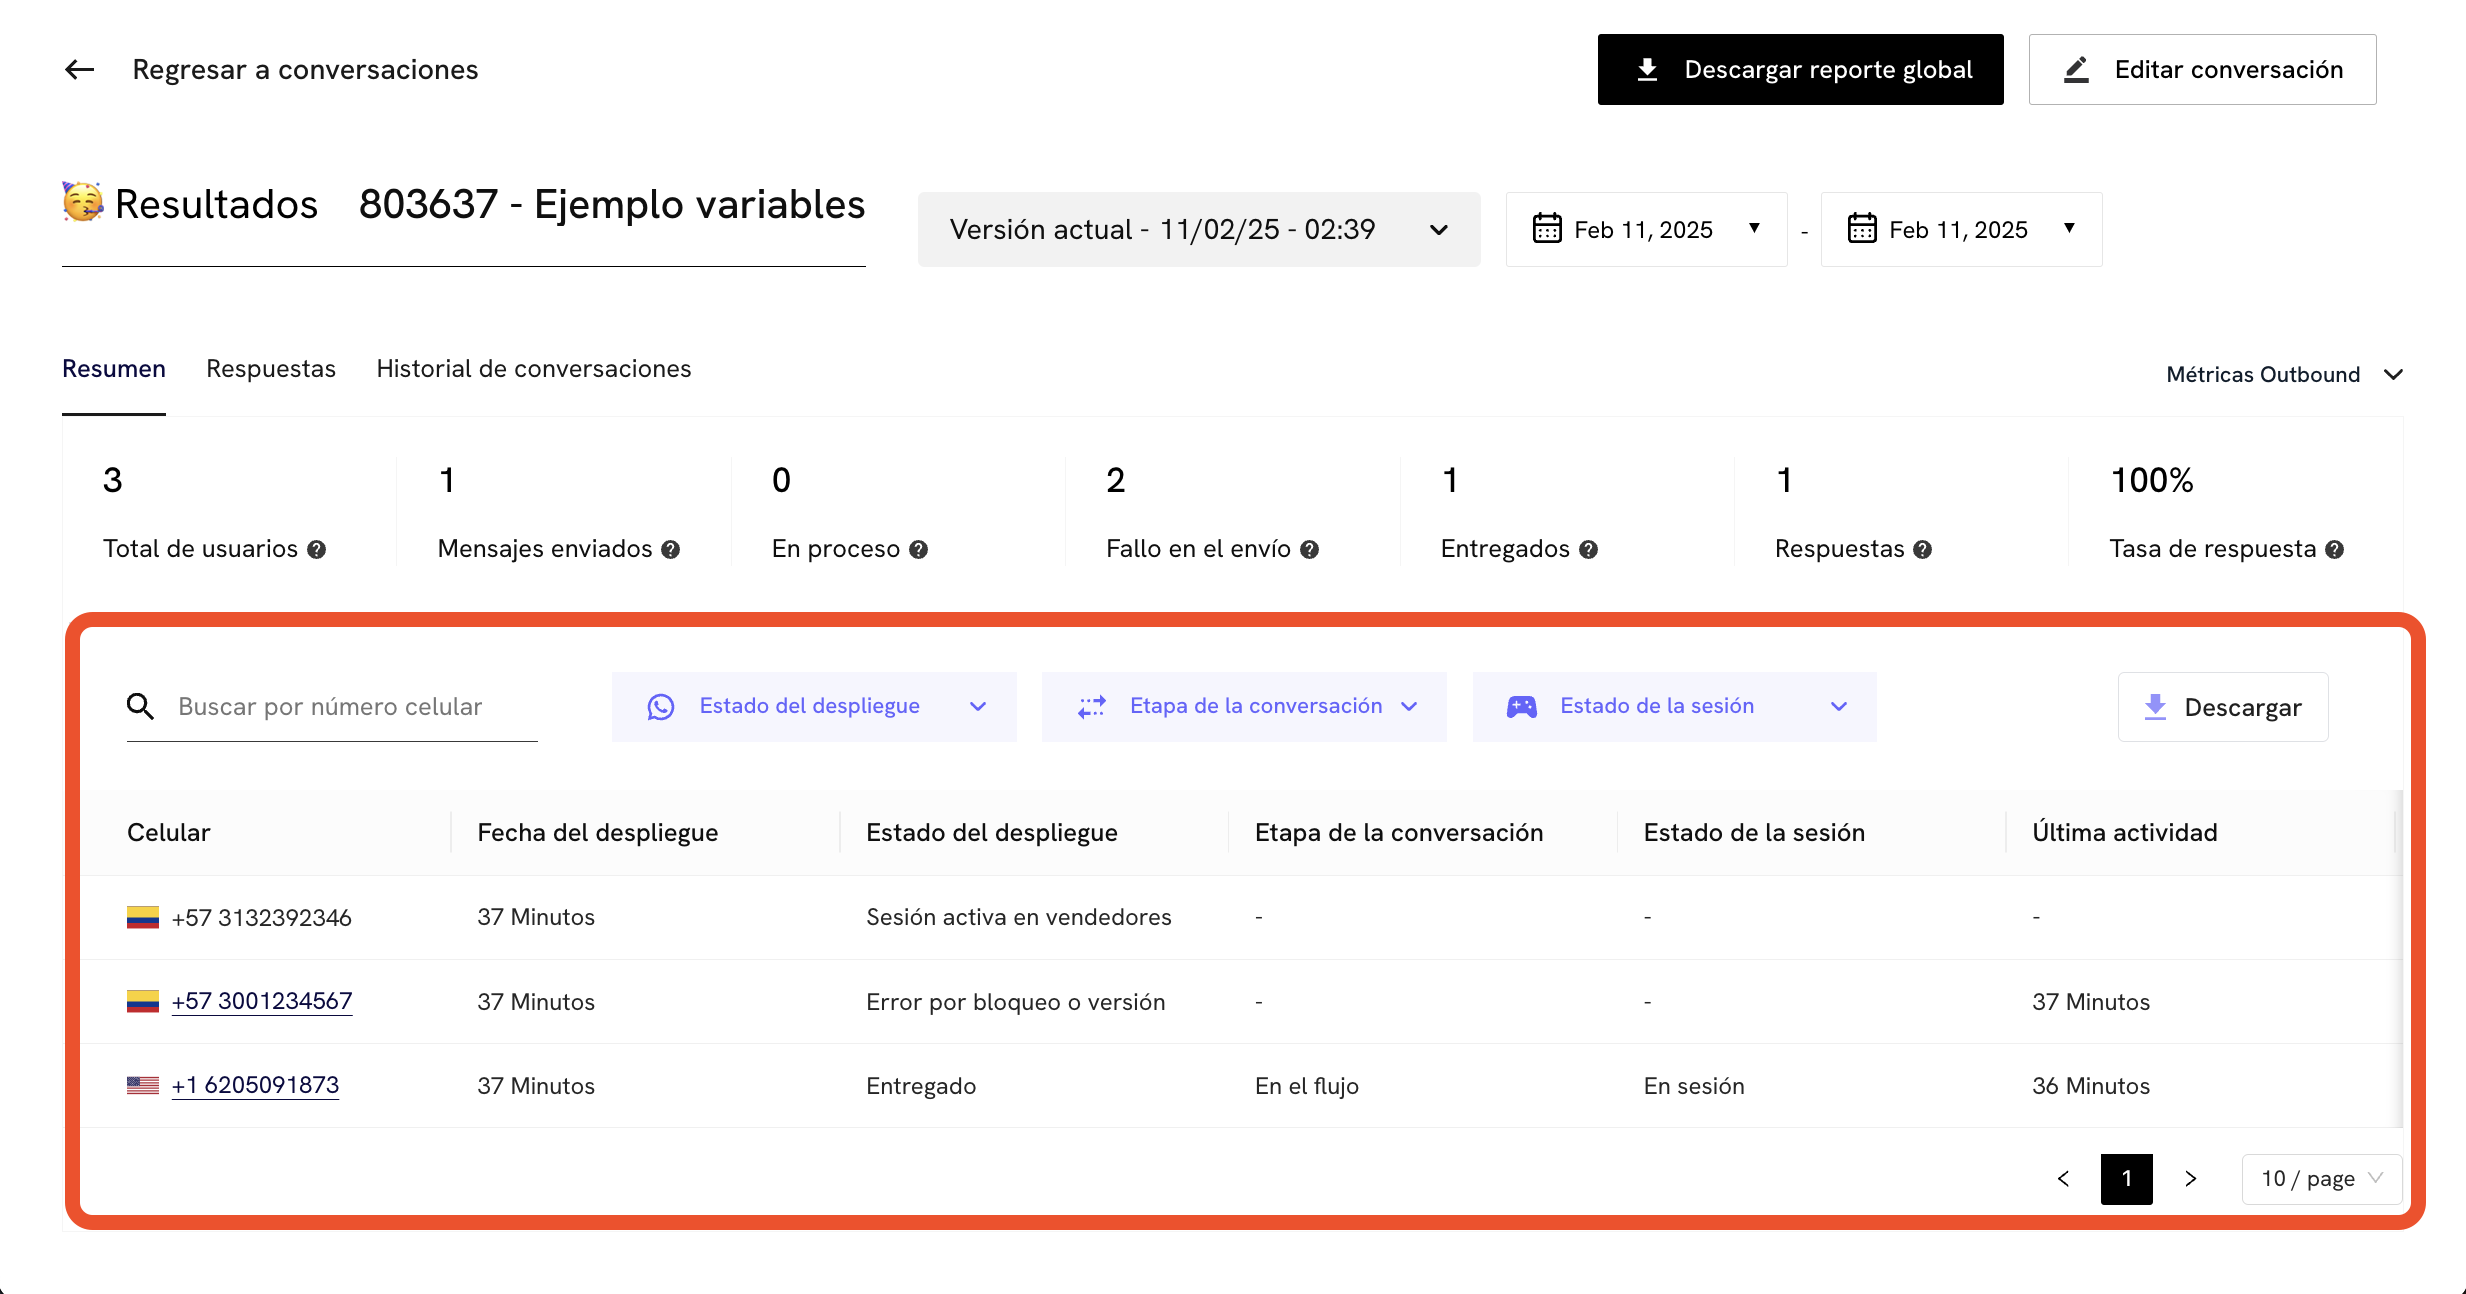 Regresar a conversaciones
Descargar reporte global
Editar conversación
Resultados 803637 - Ejemplo variables
Versión actual - 11/02/25 - 02:39
Feb 11, 2025 - Feb 11, 2025
Resumen Respuestas Historial de conversaciones
Métricas Outbound
3 1 0 2 1 1 100%
Total de usuarios Mensajes enviados En proceso Fallo en el envío Entregados Respuestas Tasa de respuesta
Buscar por número celular Estado del despliegue Etapa de la conversación Estado de la sesión Descargar
Celular Fecha del despliegue Estado del despliegue Etapa de la conversación Estado de la sesión Última actividad
+57 3132392346 37 Minutos Sesión activa en vendedores - - -
+57 3001234567 37 Minutos Error por bloqueo o versión - - 37 Minutos
+1 6205091873 37 Minutos Entregado En el flujo En sesión 36 Minutos
< 1 > 10 / page